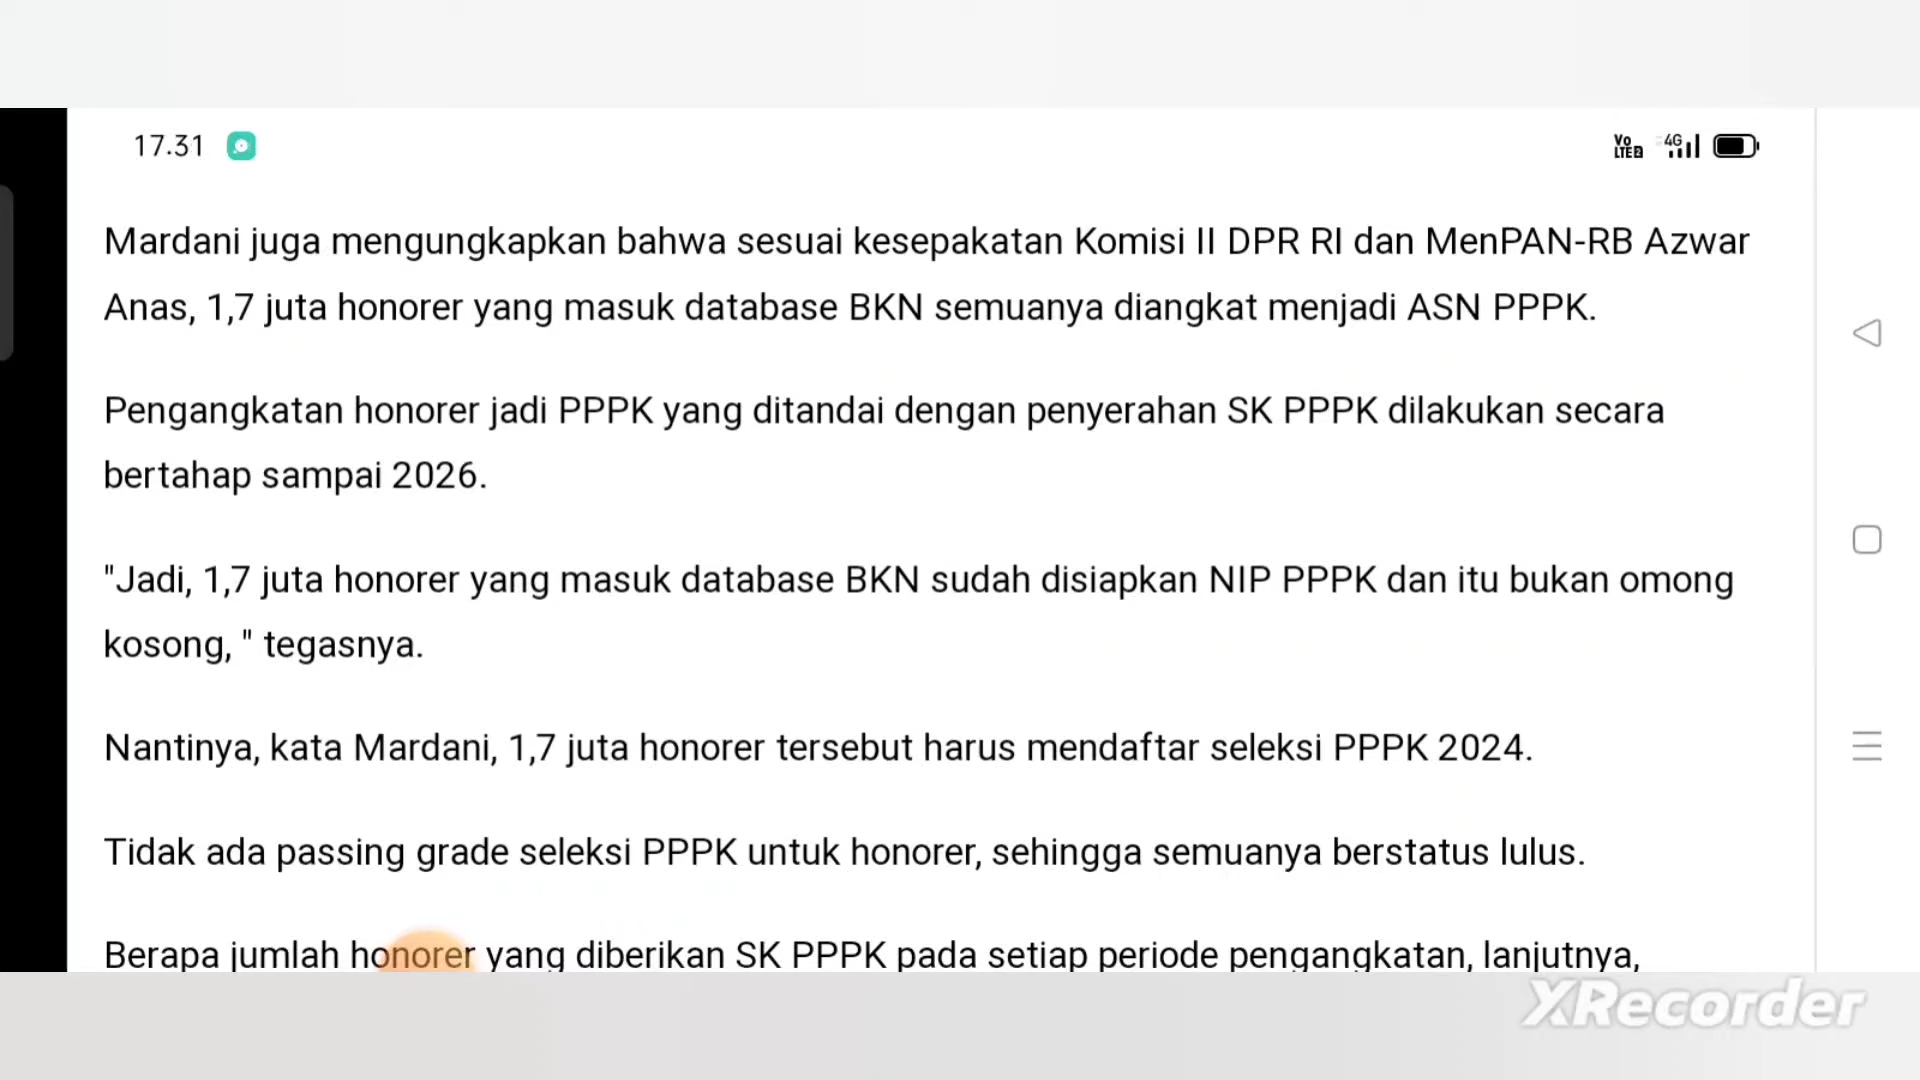 17.31
Vo LTE2 4G
Mardani juga mengungkapkan bahwa sesuai kesepakatan Komisi II DPR RI dan MenPAN-RB Azwar
Anas, 1,7 juta honorer yang masuk database BKN semuanya diangkat menjadi ASN PPPK.
Pengangkatan honorer jadi PPPK yang ditandai dengan penyerahan SK PPPK dilakukan secara
bertahap sampai 2026.
"Jadi, 1,7 juta honorer yang masuk database BKN sudah disiapkan NIP PPPK dan itu bukan omong
kosong, " tegasnya.
Nantinya, kata Mardani, 1,7 juta honorer tersebut harus mendaftar seleksi PPPK 2024.
Tidak ada passing grade seleksi PPPK untuk honorer, sehingga semuanya berstatus lulus.
Berapa jumlah honorer yang diberikan SK PPPK pada setiap periode pengangkatan, lanjutnya,
XRecorder